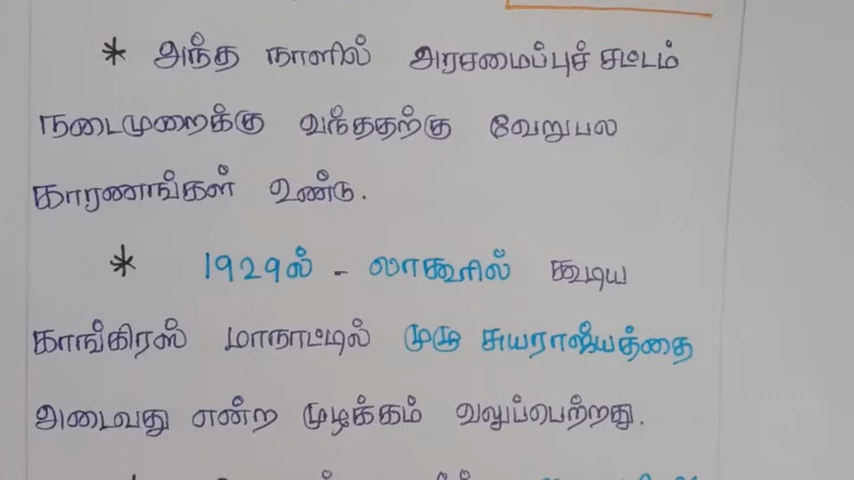 * அந்த நாளில் அரசமைப்புச் சட்டம்
நடைமுறைக்கு வந்ததற்கு வேறுபல
காரணங்கள் உண்டு.
* 1929ல் - லாகூரில் கூடிய
காங்கிரஸ் மாநாட்டில் முழு சுயராஜ்யத்தை
அடைவது என்ற முழக்கம் வலுப்பெற்றது.